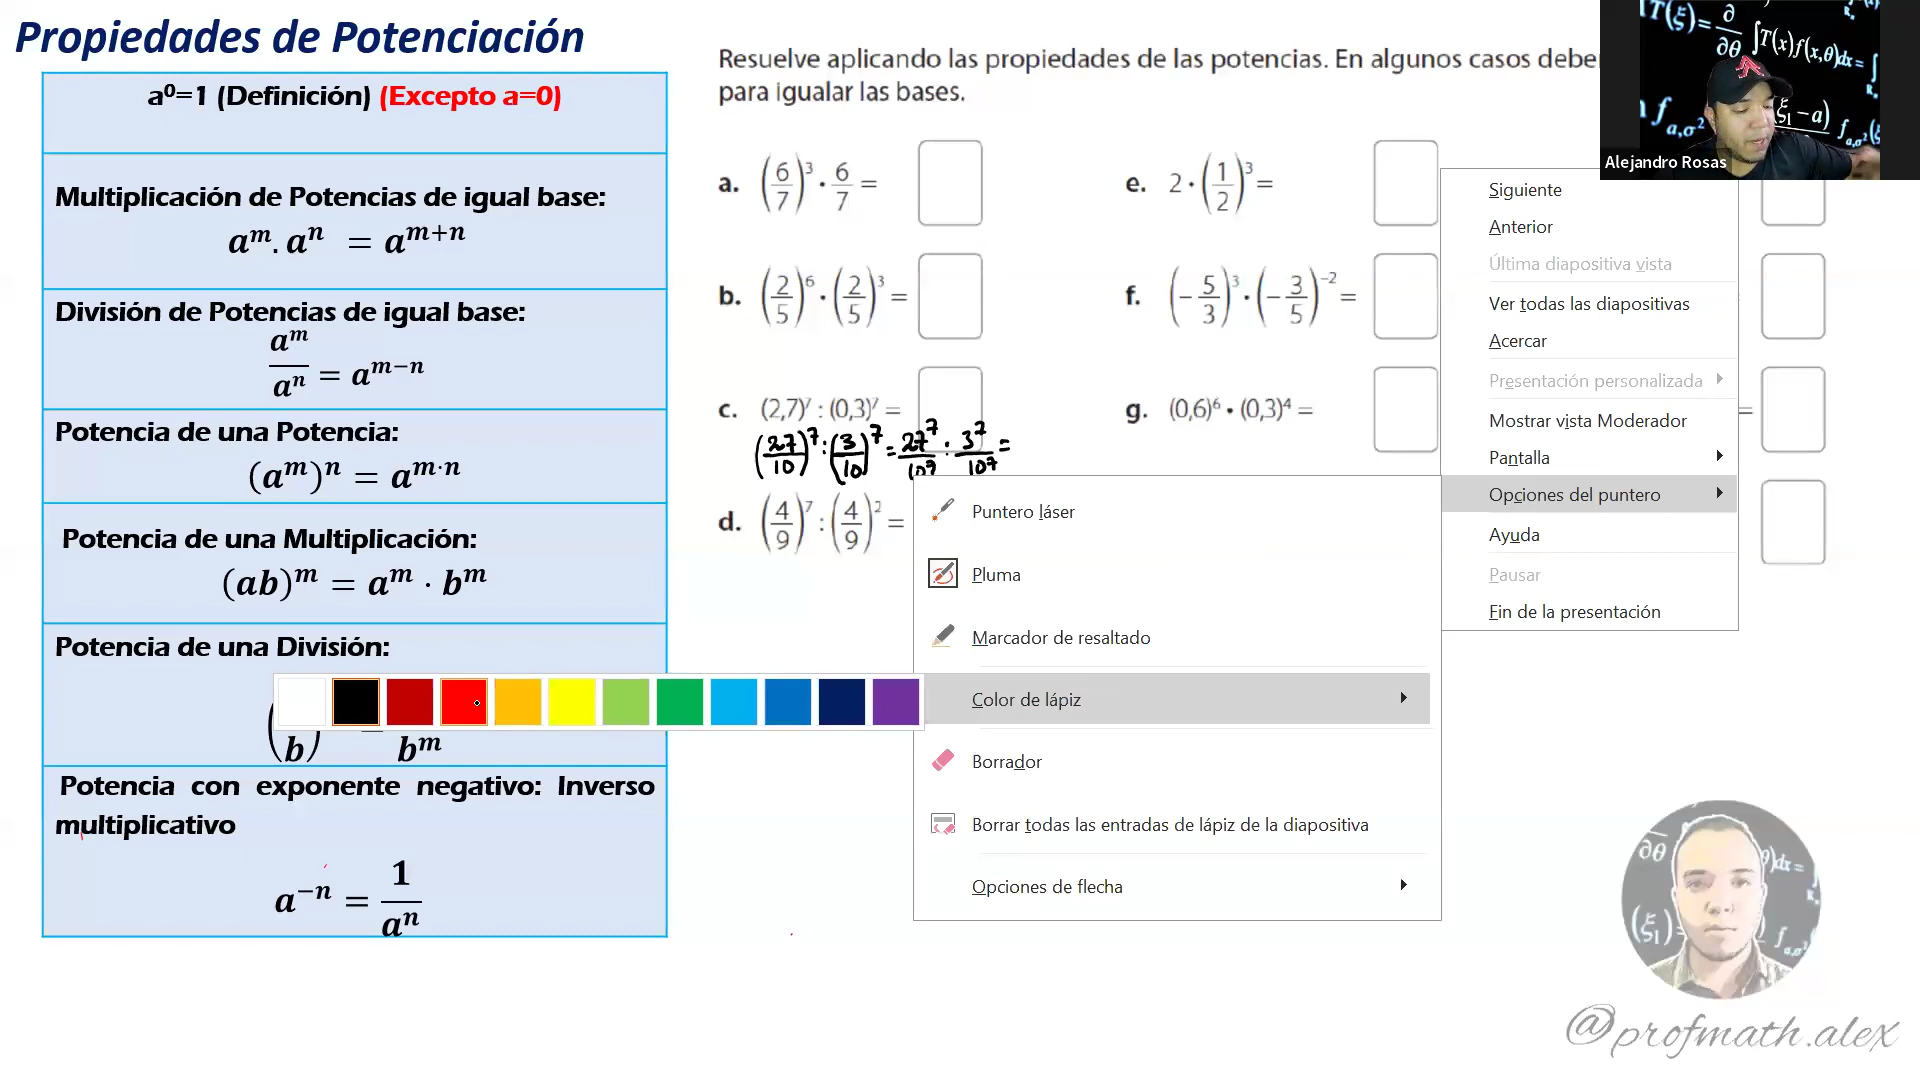 Propiedades de Potenciación
a⁰=1 (Definición) (Excepto a=0)
Multiplicación de Potencias de igual base:
aᵐ. aⁿ = aᵐ⁺ⁿ
División de Potencias de igual base:
aᵐ/aⁿ = aᵐ⁻ⁿ
Potencia de una Potencia:
(aᵐ)ⁿ = aᵐ·ⁿ
Potencia de una Multiplicación:
(ab)ᵐ = aᵐ · bᵐ
Potencia de una División:
b) bᵐ
Potencia con exponente negativo: Inverso
multiplicativo
a⁻ⁿ = 1/aⁿ
Resuelve aplicando las propiedades de las potencias. En algunos casos
para igualar las bases.
a. (6/7)³ · 6/7 =
b. (2/5)⁶ · (2/5)³ =
c. (2,7)⁷ : (0,3)⁷ =
(27/10)⁷ : (3/10)⁷ = 27⁷/10⁷ : 3⁷/10⁷ =
d. (4/9)⁷ : (4/9)² =
e. 2 · (1/2)³ =
f. (-5/3)³ · (-3/5)⁻² =
g. (0,6)⁶ · (0,3)⁴ =
=
Puntero láser
Pluma
Marcador de resaltado
Color de lápiz
Borrador
Borrar todas las entradas de lápiz de la diapositiva
Opciones de flecha
Siguiente
Anterior
Última diapositiva vista
Ver todas las diapositivas
Acercar
Presentación personalizada
Mostrar vista Moderador
Pantalla
Opciones del puntero
Ayuda
Pausar
Fin de la presentación
Alejandro Rosas
@profmath.alex